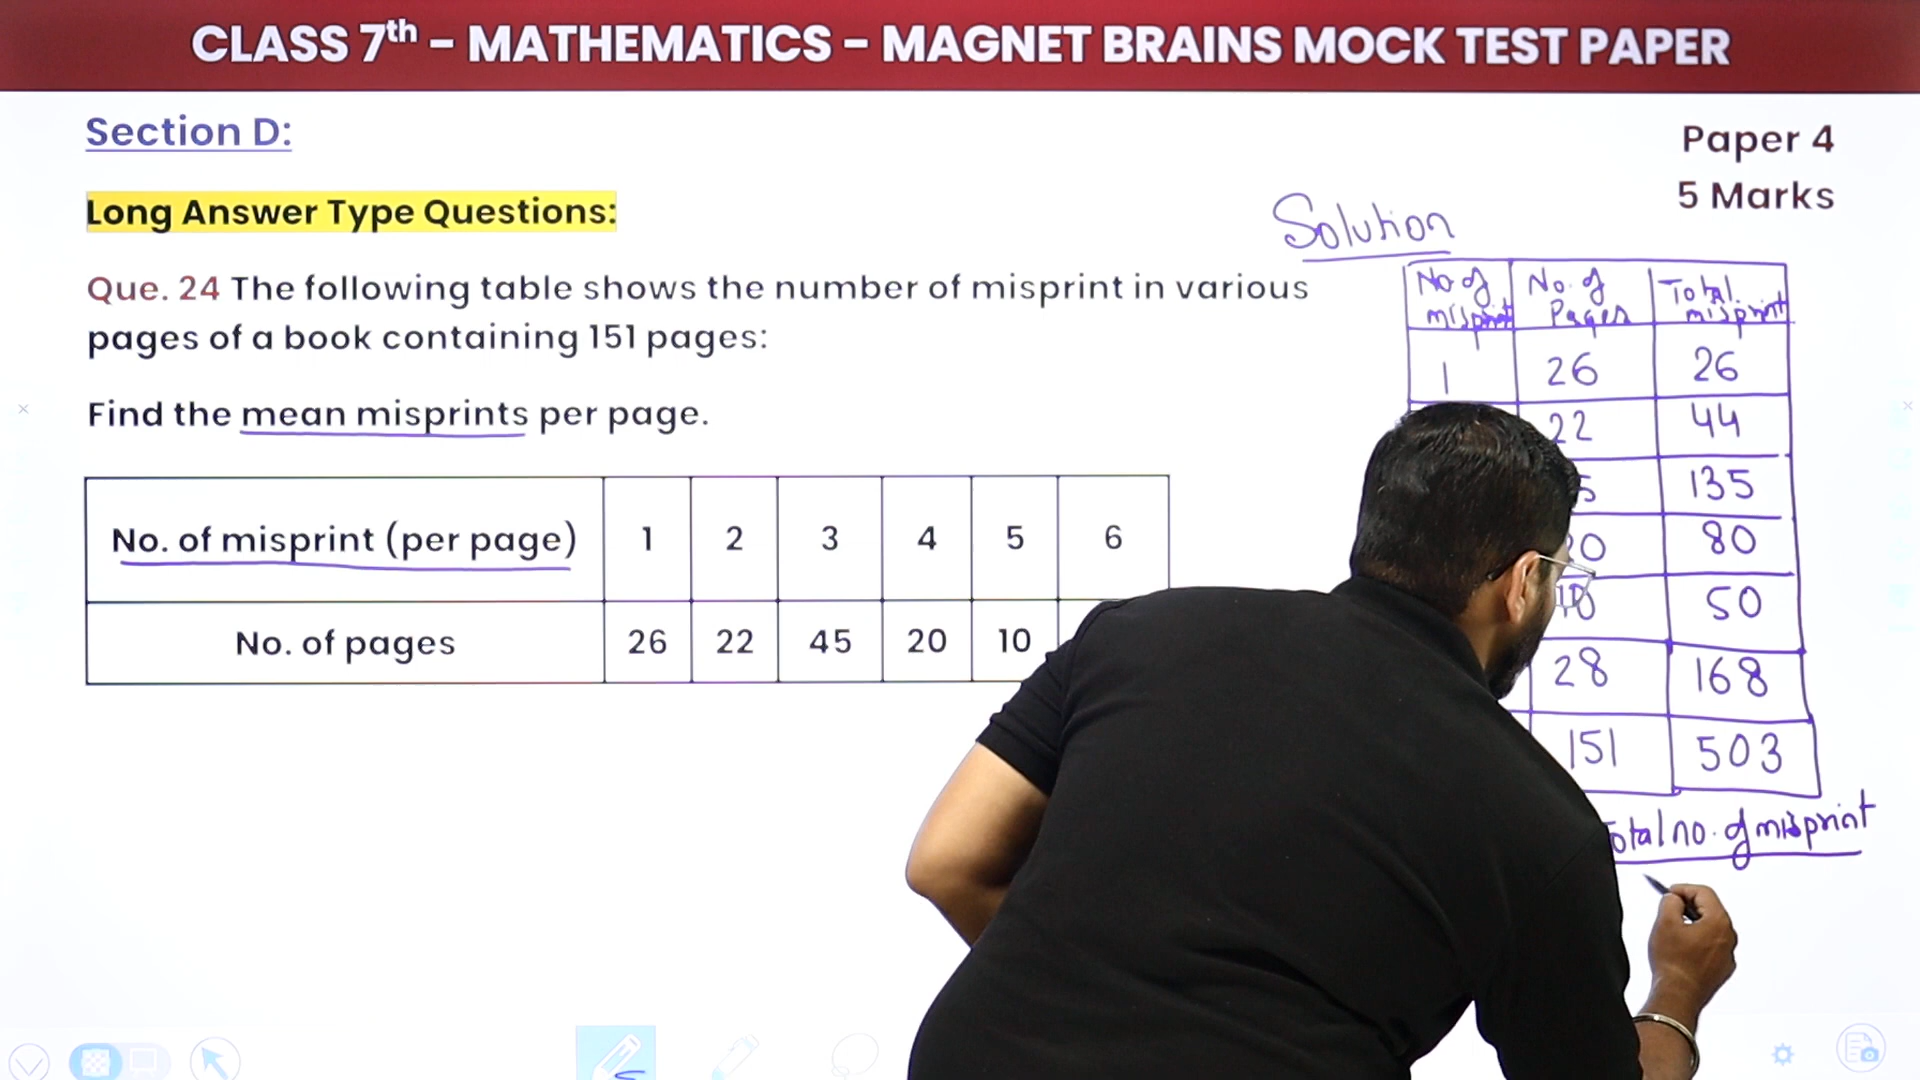 CLASS 7th - MATHEMATICS - MAGNET BRAINS MOCK TEST PAPER
Section D:
Paper 4
5 Marks
Long Answer Type Questions:
Que. 24 The following table shows the number of misprint in various
pages of a book containing 151 pages:
Find the mean misprints per page.
No. of misprint (per page) 1 2 3 4 5 6
No. of pages 26 22 45 20 10
Solution
No of misprint No. of Pages Total misprint
1 26 26
22 44
5 135
20 80
10 50
28 168
151 503
Total no. of misprint